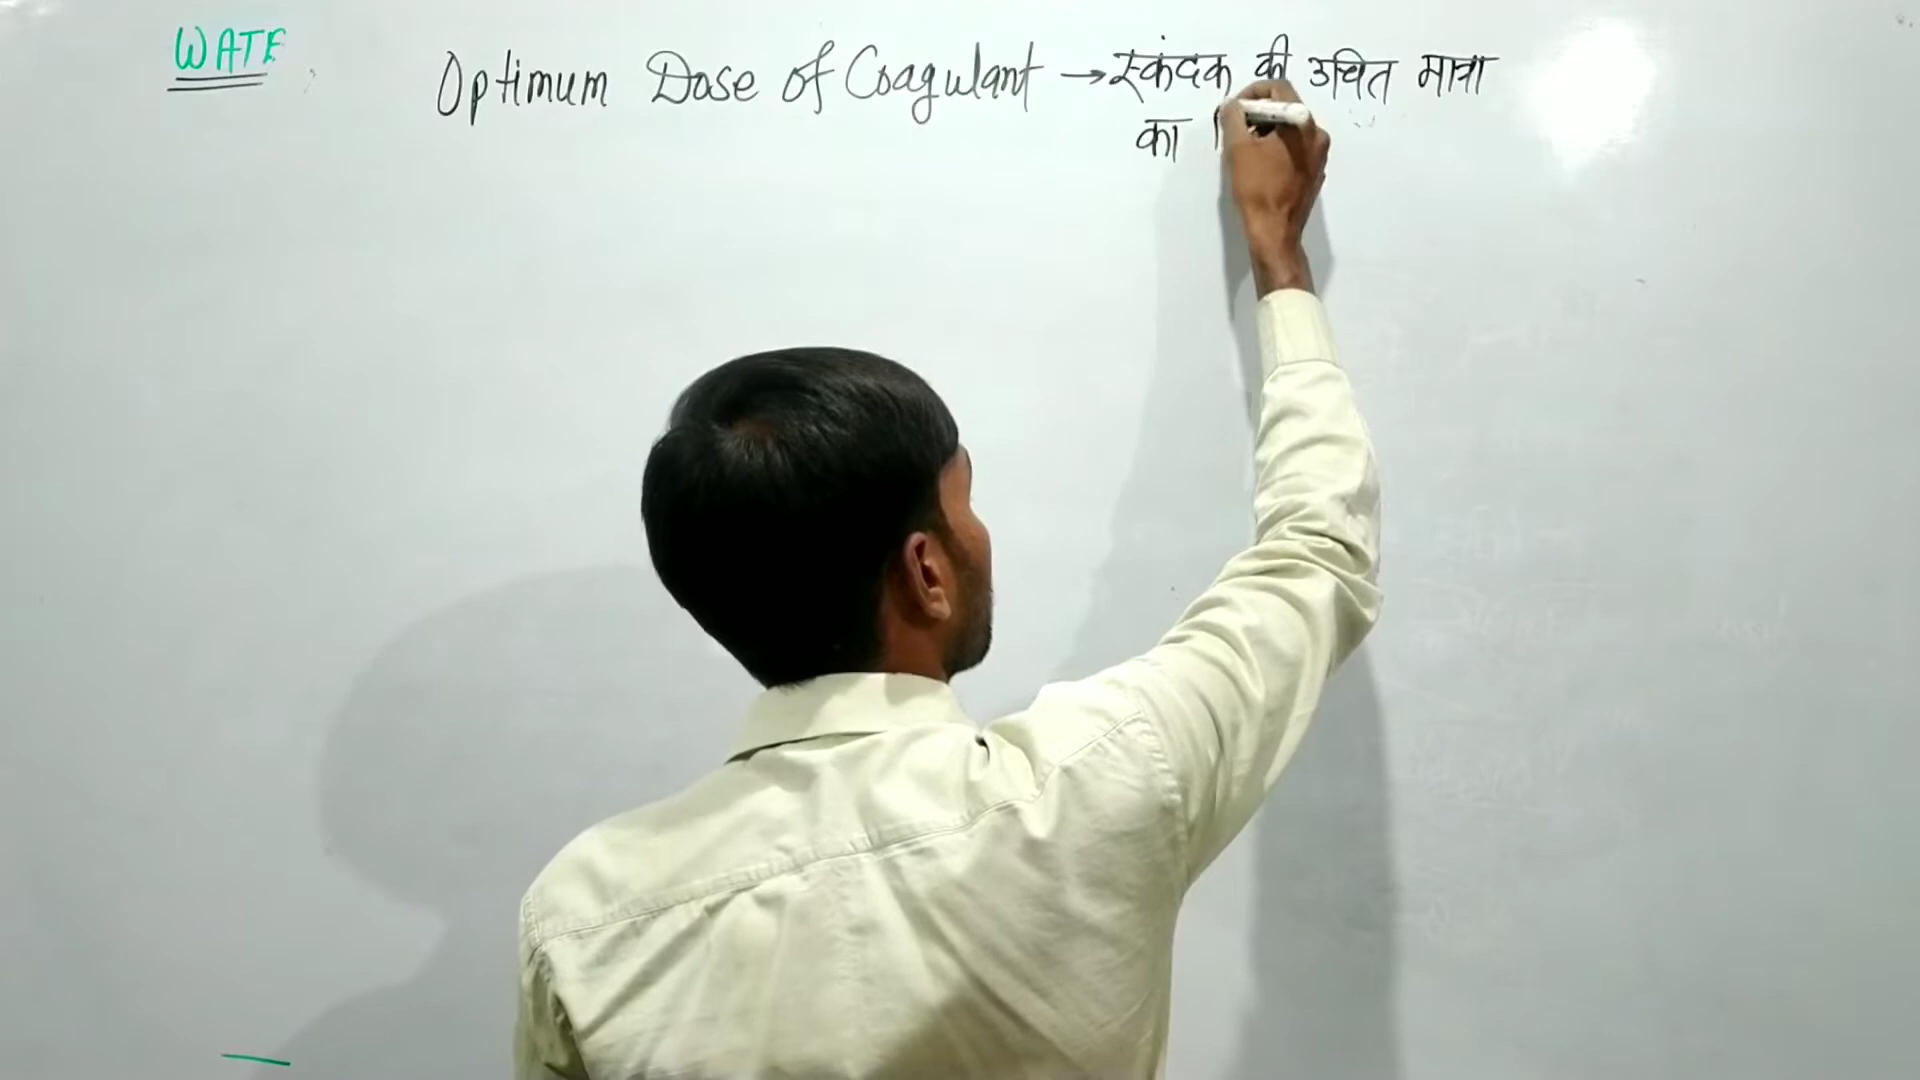 WATE
Optimum Dose of Coagulant → स्कंदक की उचित मात्रा
का